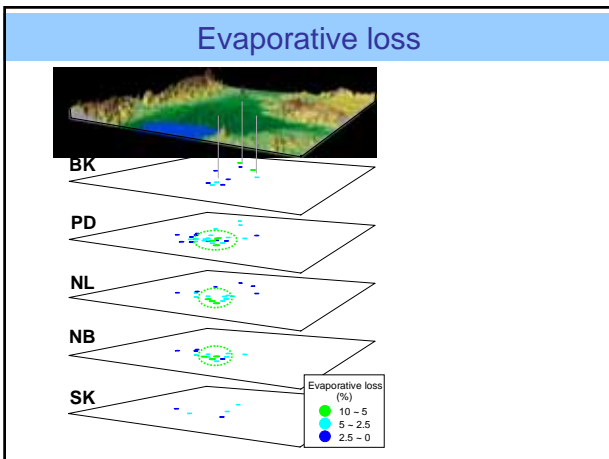 Evaporative loss
BK
PD
NL
NB
SK
Evaporative loss
(%)
10 ~ 5
5 ~ 2.5
2.5 ~ 0